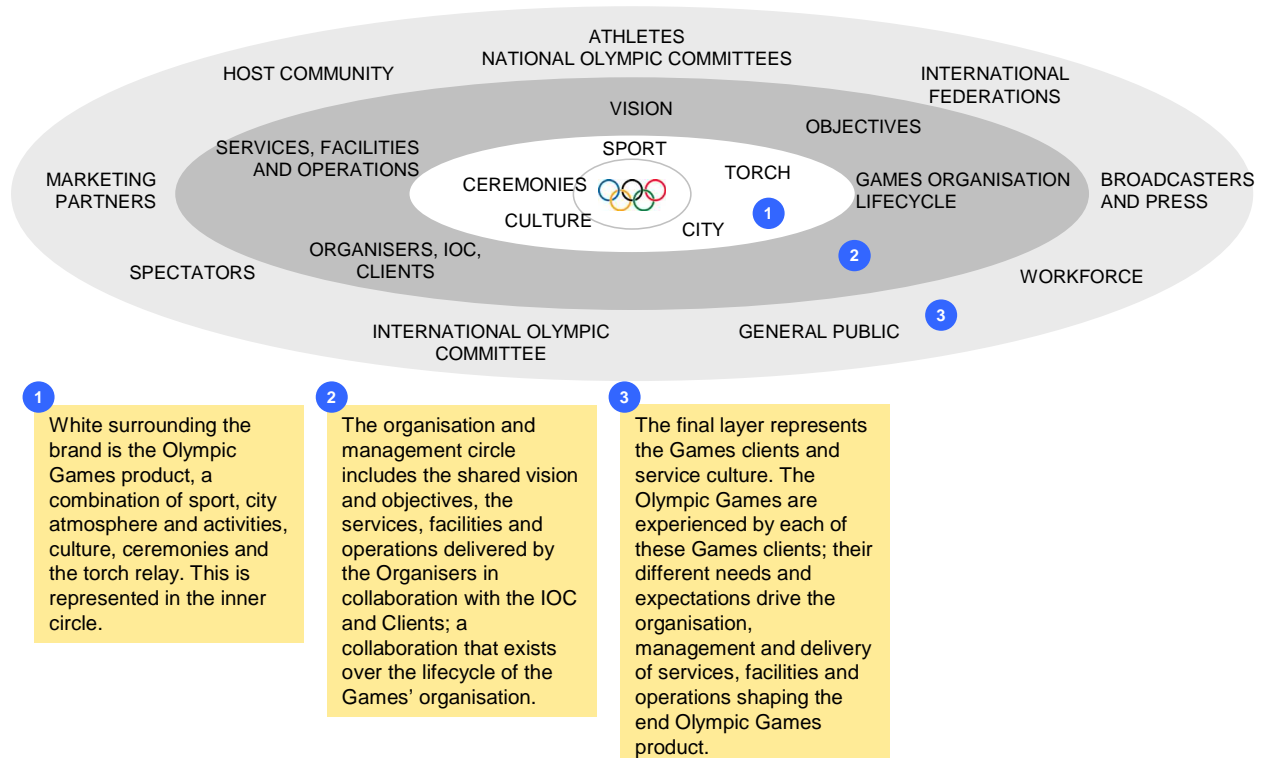 ATHLETES
NATIONAL OLYMPIC COMMITTEES
HOST COMMUNITY
INTERNATIONAL
FEDERATIONS
VISION
OBJECTIVES
SERVICES, FACILITIES
AND OPERATIONS
SPORT
TORCH
MARKETING
PARTNERS
CEREMONIES
GAMES ORGANISATION
LIFECYCLE
BROADCASTERS
AND PRESS
CULTURE
1
CITY
ORGANISERS, IOC,
CLIENTS
2
SPECTATORS
WORKFORCE
3
INTERNATIONAL OLYMPIC
COMMITTEE
GENERAL PUBLIC
1
White surrounding the
brand is the Olympic
Games product, a
combination of sport, city
atmosphere and activities,
culture, ceremonies and
the torch relay. This is
represented in the inner
circle.
2
The organisation and
management circle
includes the shared vision
and objectives, the
services, facilities and
operations delivered by
the Organisers in
collaboration with the IOC
and Clients; a
collaboration that exists
over the lifecycle of the
Games’ organisation.
3
The final layer represents
the Games clients and
service culture. The
Olympic Games are
experienced by each of
these Games clients; their
different needs and
expectations drive the
organisation,
management and delivery
of services, facilities and
operations shaping the
end Olympic Games
product.